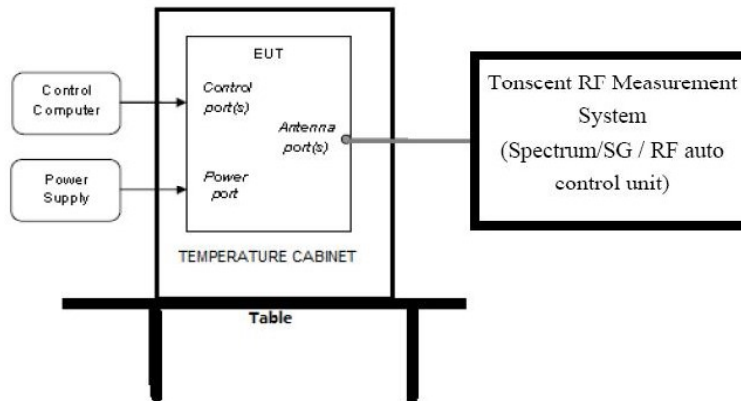 EUT
Control
Computer
Control
port(s)
Antenna
port(s)
Power
Supply
Power
port
TEMPERATURE CABINET
Table
Tonscent RF Measurement
System
(Spectrum/SG / RF auto
control unit)